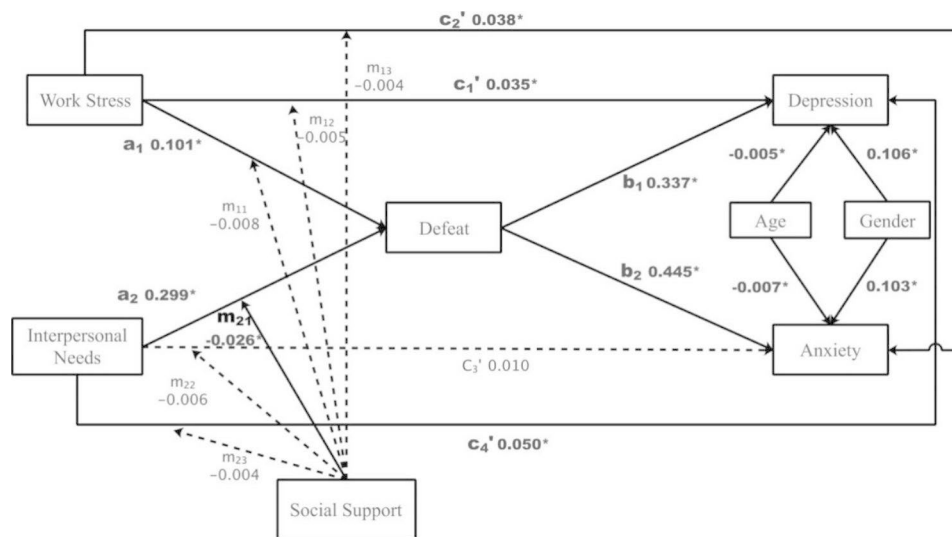 c2' 0.038*
m13
−0.004
Work Stress
c1' 0.035*
Depression
m12
−0.005
a1 0.101*
-0.005*
0.106*
b1 0.337*
m11
−0.008
Defeat
Age
Gender
b2 0.445*
a2 0.299*
-0.007*
0.103*
m21
-0.026*
Interpersonal
Needs
Anxiety
C3' 0.010
m22
−0.006
c4' 0.050*
m23
−0.004
Social Support